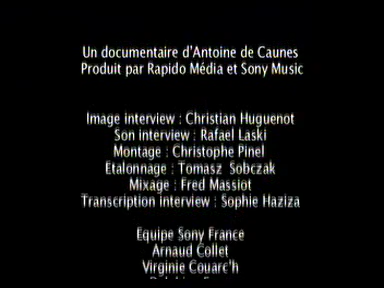 Un documentaire d'Antoine de Caunes
Produit par Rapido Média et Sony Music
Image interview : Christian Huguenot
Son interview : Rafael Laski
Montage : Christophe Pinel
Etalonnage : Tomasz Sobczak
Mixage : Fred Massiot
Transcription interview : Sophie Haziza
Equipe Sony France
Arnaud Collet
Virginie Couarc'h